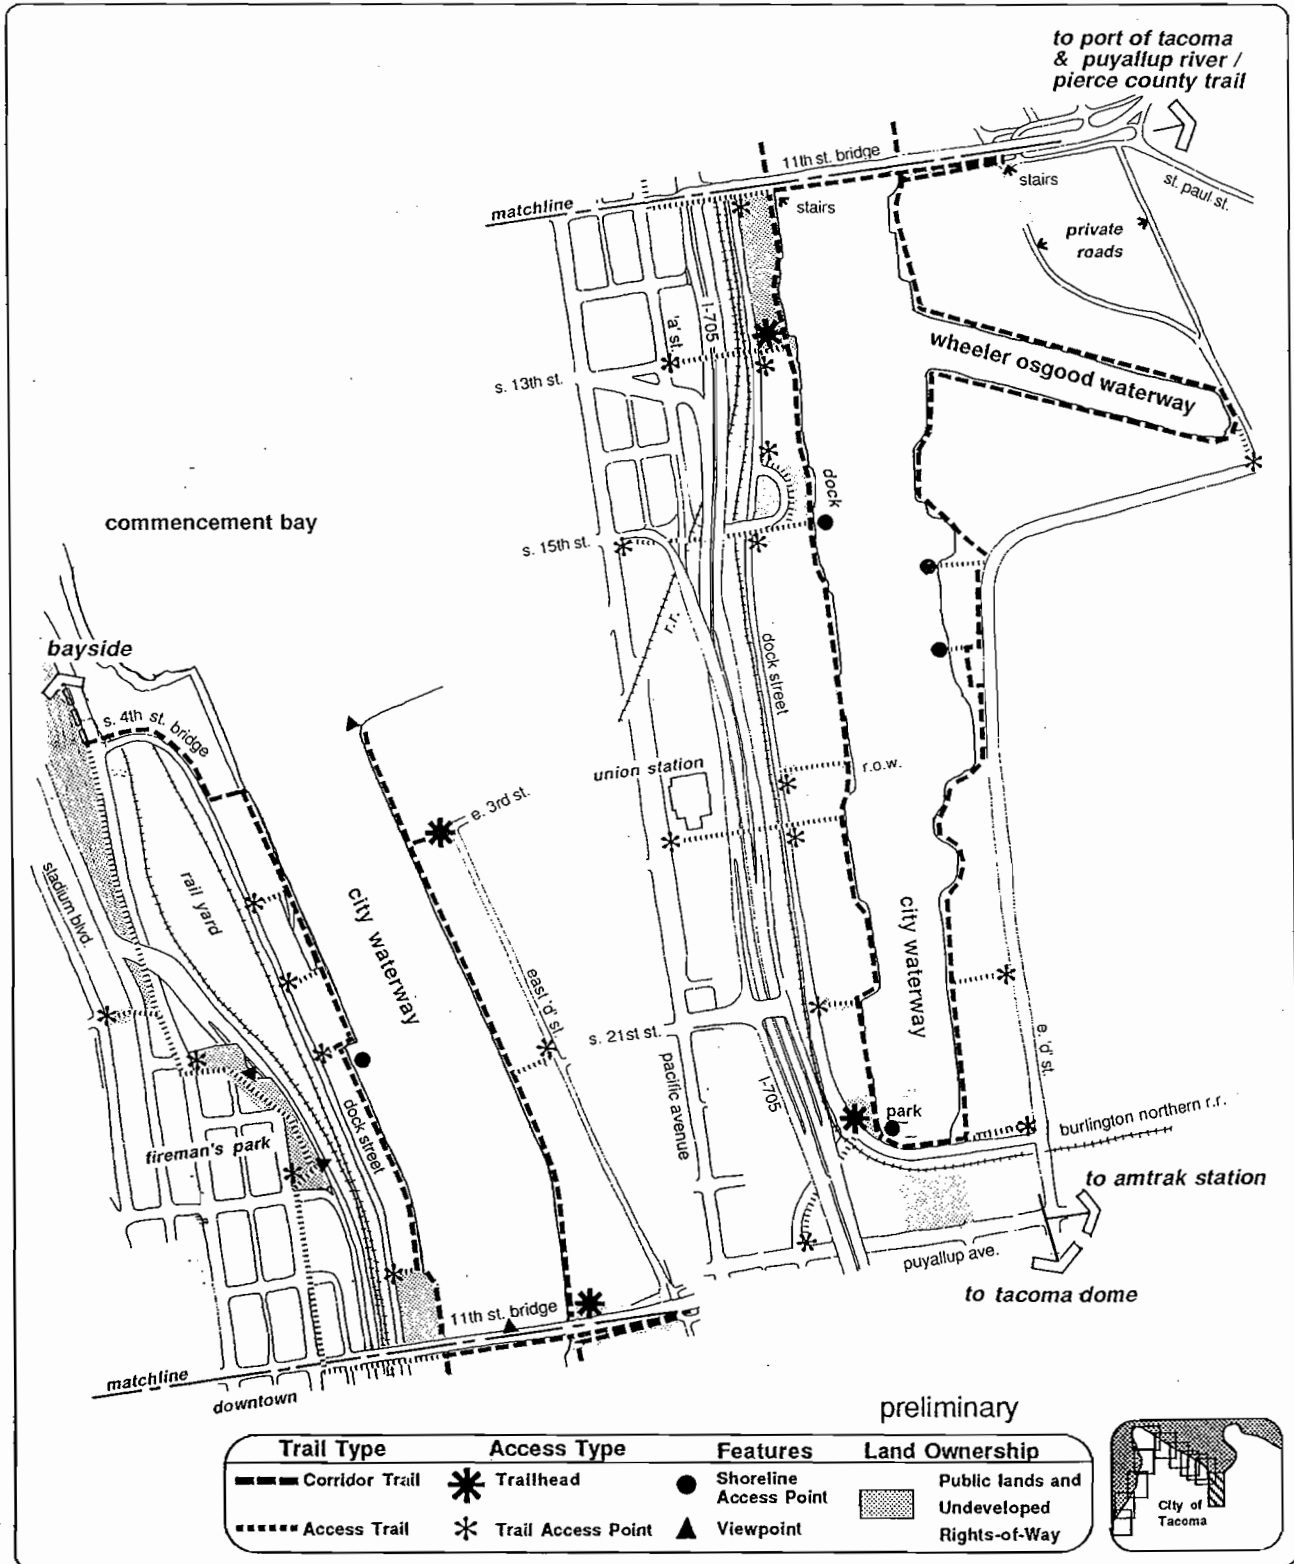 to port of tacoma
& puyallup river /
pierce county trail
11th st. bridge
stairs
st. paul st.
matchline
stairs
private
roads
'a' st.
I-705
wheeler osgood waterway
s. 13th st.
dock
commencement bay
s. 15th st.
r.r.
dock street
bayside
s. 4th st. bridge
union station
r.o.w.
e. 3rd st.
stadium blvd.
rail yard
city waterway
city waterway
east 'd' st.
s. 21st st.
pacific avenue
I-705
e. 'd' st.
park
burlington northern r.r.
fireman's park
dock street
to amtrak station
puyallup ave.
to tacoma dome
11th st. bridge
matchline
downtown
preliminary
Trail Type
Access Type
Features
Land Ownership
Corridor Trail
Trailhead
Shoreline
Access Point
Public lands and
Undeveloped
Rights-of-Way
Access Trail
Trail Access Point
Viewpoint
City of
Tacoma